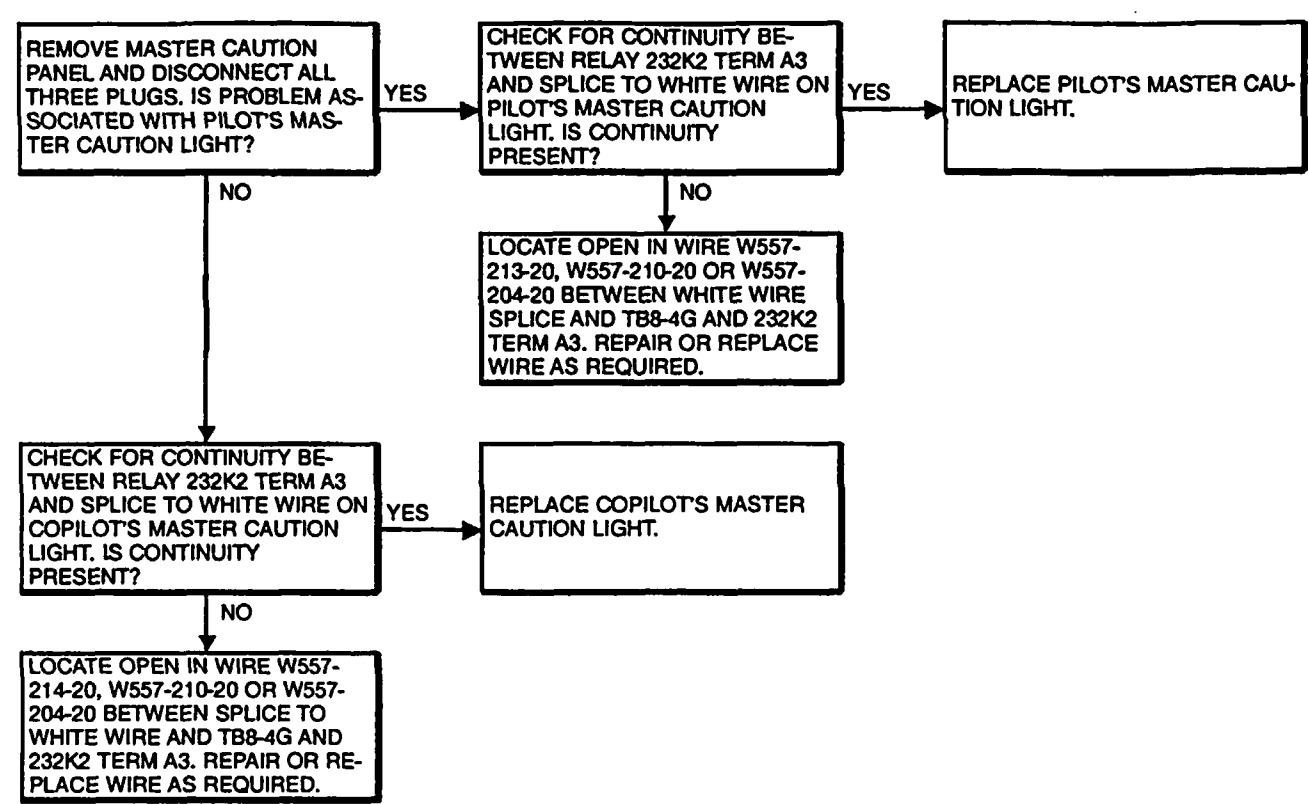 REMOVE MASTER CAUTION
PANEL AND DISCONNECT ALL
THREE PLUGS. IS PROBLEM AS-
SOCIATED WITH PILOT'S MAS-
TER CAUTION LIGHT?
YES
CHECK FOR CONTINUITY BE-
TWEEN RELAY 232K2 TERM A3
AND SPLICE TO WHITE WIRE ON
PILOT'S MASTER CAUTION
LIGHT. IS CONTINUITY
PRESENT?
YES
REPLACE PILOT'S MASTER CAU-
TION LIGHT.
NO
NO
LOCATE OPEN IN WIRE W557-
213-20, W557-210-20 OR W557-
204-20 BETWEEN WHITE WIRE
SPLICE AND TB8-4G AND 232K2
TERM A3. REPAIR OR REPLACE
WIRE AS REQUIRED.
CHECK FOR CONTINUITY BE-
TWEEN RELAY 232K2 TERM A3
AND SPLICE TO WHITE WIRE ON
COPILOT'S MASTER CAUTION
LIGHT. IS CONTINUITY
PRESENT?
YES
REPLACE COPILOT'S MASTER
CAUTION LIGHT.
NO
LOCATE OPEN IN WIRE W557-
214-20, W557-210-20 OR W557-
204-20 BETWEEN SPLICE TO
WHITE WIRE AND TB8-4G AND
232K2 TERM A3. REPAIR OR RE-
PLACE WIRE AS REQUIRED.